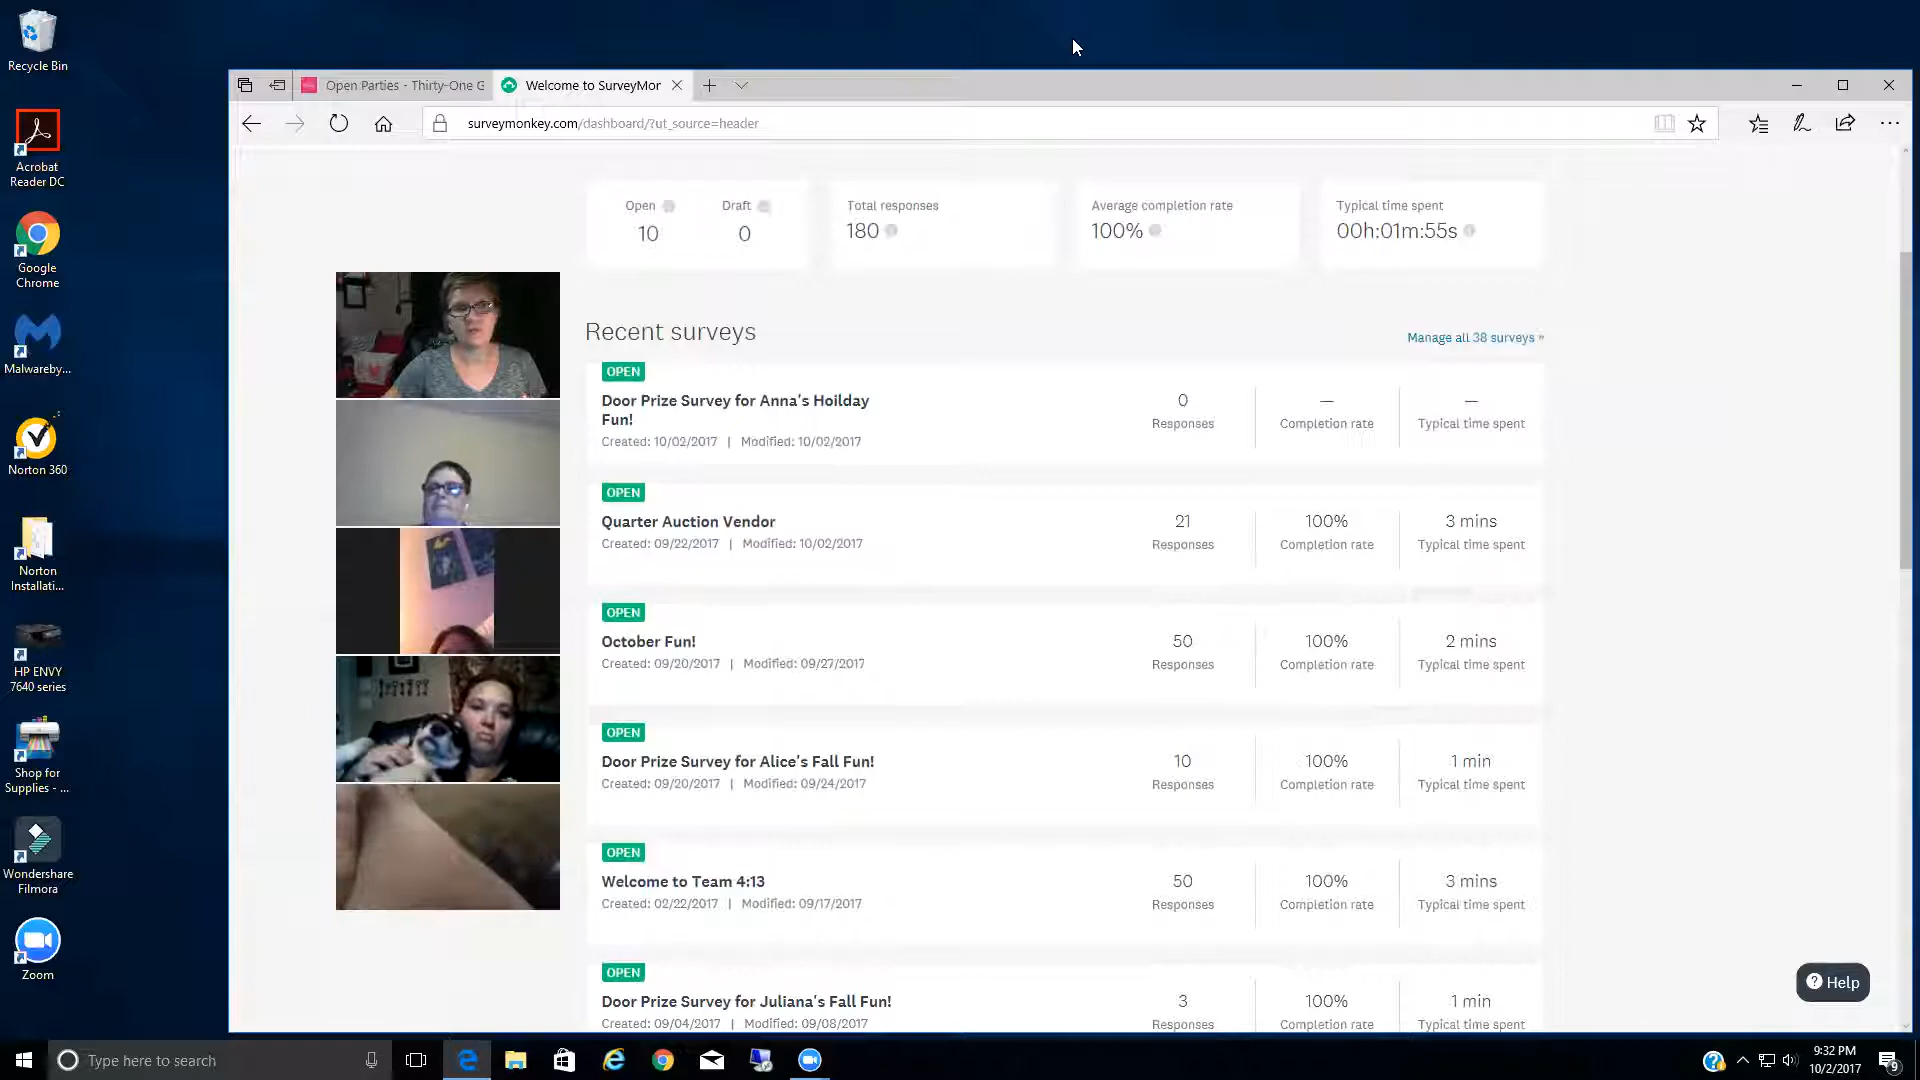 Recycle Bin
Acrobat
Reader DC
Google
Chrome
Malwareby...
Norton 360
Norton
Installati...
HP ENVY
7640 series
Shop for
Supplies - ...
Wondershare
Filmora
Zoom
Open Parties - Thirty-One G
Welcome to SurveyMor
surveymonkey.com/dashboard/?ut_source=header
Open
10
Draft
0
Total responses
180
Average completion rate
100%
Typical time spent
00h:01m:55s
Recent surveys
Manage all 38 surveys »
OPEN
Door Prize Survey for Anna's Hoilday
Fun!
Created: 10/02/2017 | Modified: 10/02/2017
0
Responses
—
Completion rate
—
Typical time spent
OPEN
Quarter Auction Vendor
Created: 09/22/2017 | Modified: 10/02/2017
21
Responses
100%
Completion rate
3 mins
Typical time spent
OPEN
October Fun!
Created: 09/20/2017 | Modified: 09/27/2017
50
Responses
100%
Completion rate
2 mins
Typical time spent
OPEN
Door Prize Survey for Alice's Fall Fun!
Created: 09/20/2017 | Modified: 09/24/2017
10
Responses
100%
Completion rate
1 min
Typical time spent
OPEN
Welcome to Team 4:13
Created: 02/22/2017 | Modified: 09/17/2017
50
Responses
100%
Completion rate
3 mins
Typical time spent
OPEN
Door Prize Survey for Juliana's Fall Fun!
Created: 09/04/2017 | Modified: 09/08/2017
3
Responses
100%
Completion rate
1 min
Typical time spent
Help
Type here to search
9:32 PM
10/2/2017
9